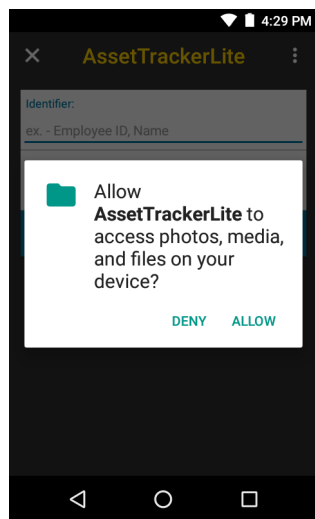 4:29 PM
AssetTrackerLite
Identifier:
ex. - Employee ID, Name
Allow
AssetTrackerLite to
access photos, media,
and files on your
device?
DENY ALLOW